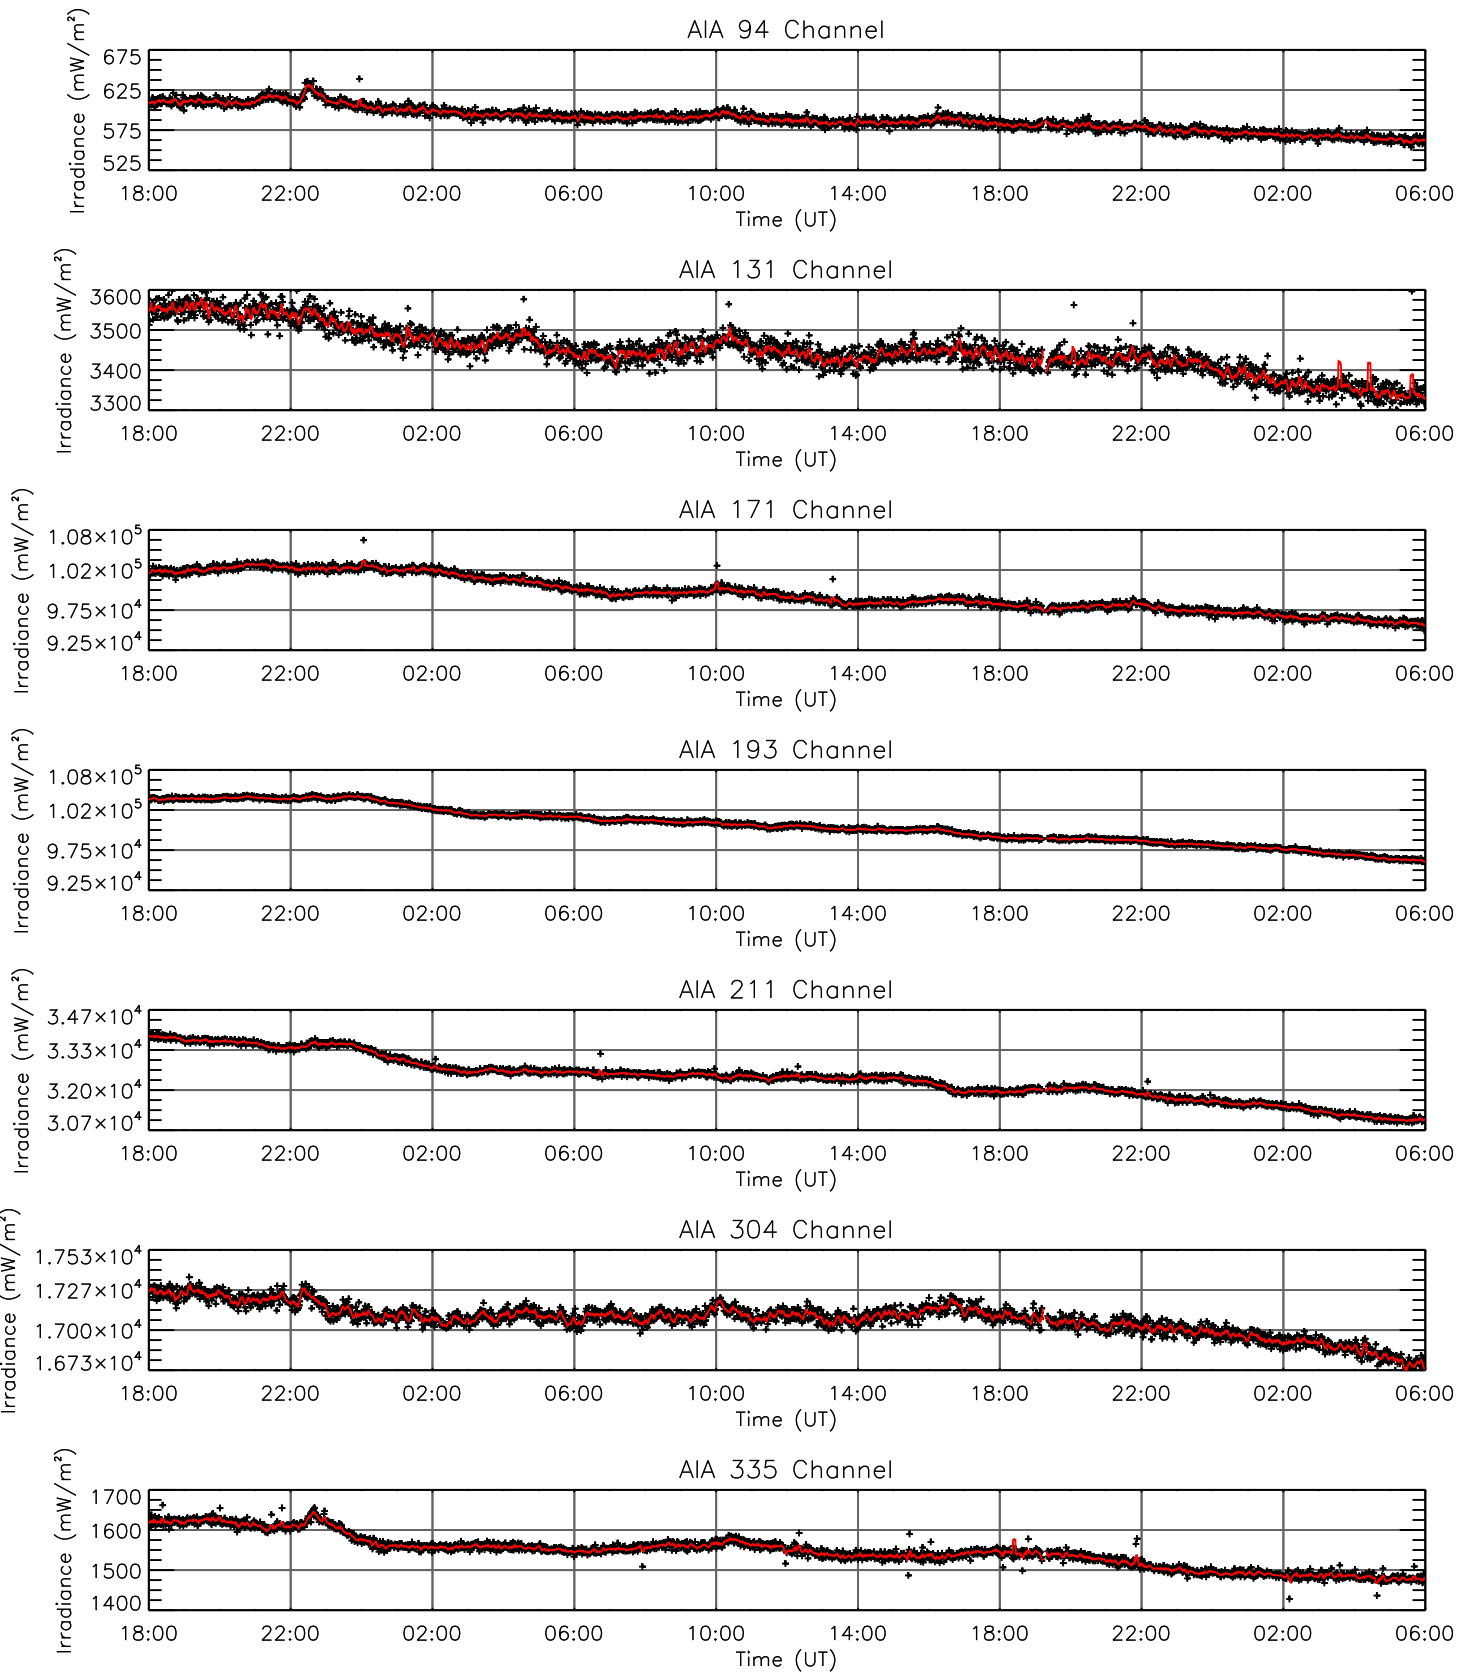 AIA 94 Channel
Irradiance (mW/m²)
675
625
575
525
18:00 22:00 02:00 06:00 10:00 14:00 18:00 22:00 02:00 06:00
Time (UT)
AIA 131 Channel
Irradiance (mW/m²)
3600
3500
3400
3300
18:00 22:00 02:00 06:00 10:00 14:00 18:00 22:00 02:00 06:00
Time (UT)
AIA 171 Channel
Irradiance (mW/m²)
1.08×10⁵
1.02×10⁵
9.75×10⁴
9.25×10⁴
18:00 22:00 02:00 06:00 10:00 14:00 18:00 22:00 02:00 06:00
Time (UT)
AIA 193 Channel
Irradiance (mW/m²)
1.08×10⁵
1.02×10⁵
9.75×10⁴
9.25×10⁴
18:00 22:00 02:00 06:00 10:00 14:00 18:00 22:00 02:00 06:00
Time (UT)
AIA 211 Channel
Irradiance (mW/m²)
3.47×10⁴
3.33×10⁴
3.20×10⁴
3.07×10⁴
18:00 22:00 02:00 06:00 10:00 14:00 18:00 22:00 02:00 06:00
Time (UT)
AIA 304 Channel
Irradiance (mW/m²)
1.753×10⁴
1.727×10⁴
1.700×10⁴
1.673×10⁴
18:00 22:00 02:00 06:00 10:00 14:00 18:00 22:00 02:00 06:00
Time (UT)
AIA 335 Channel
Irradiance (mW/m²)
1700
1600
1500
1400
18:00 22:00 02:00 06:00 10:00 14:00 18:00 22:00 02:00 06:00
Time (UT)